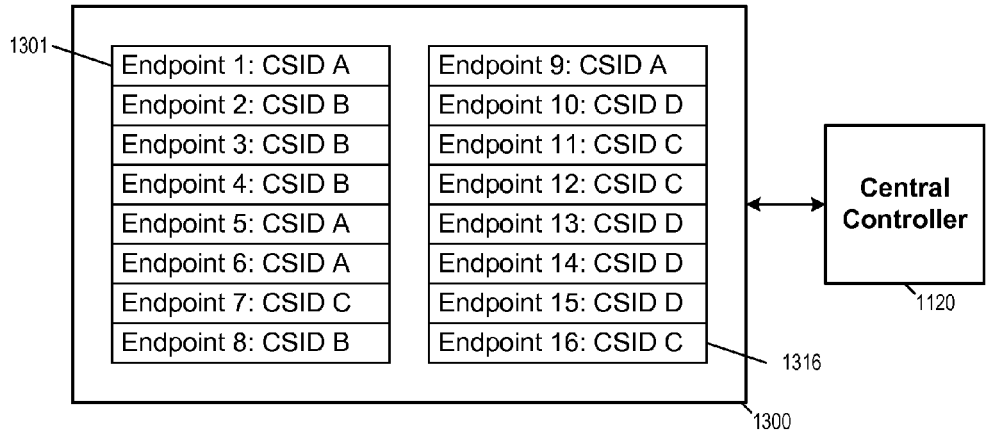 1301
Endpoint 1: CSID A
Endpoint 2: CSID B
Endpoint 3: CSID B
Endpoint 4: CSID B
Endpoint 5: CSID A
Endpoint 6: CSID A
Endpoint 7: CSID C
Endpoint 8: CSID B
Endpoint 9: CSID A
Endpoint 10: CSID D
Endpoint 11: CSID C
Endpoint 12: CSID C
Endpoint 13: CSID D
Endpoint 14: CSID D
Endpoint 15: CSID D
Endpoint 16: CSID C
1316
1300
Central
Controller
1120